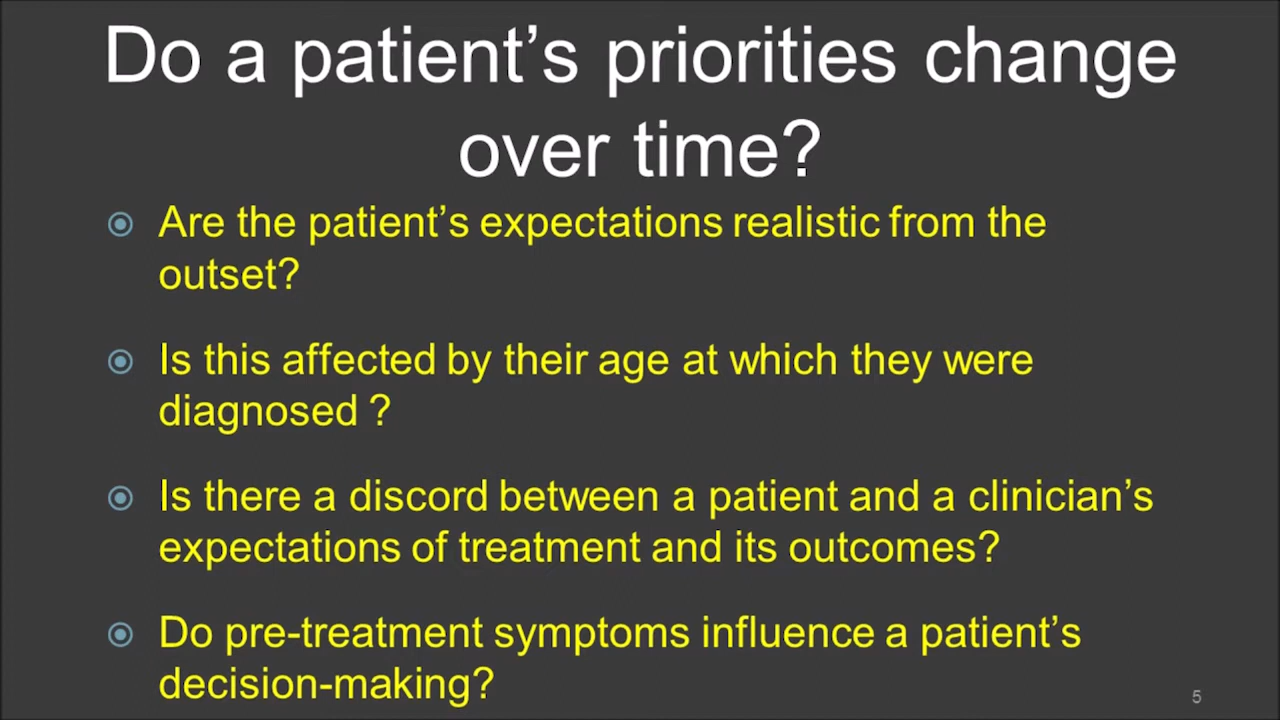 Do a patient’s priorities change
over time?
Are the patient’s expectations realistic from the
outset?
Is this affected by their age at which they were
diagnosed ?
Is there a discord between a patient and a clinician’s
expectations of treatment and its outcomes?
Do pre-treatment symptoms influence a patient’s
decision-making?
5